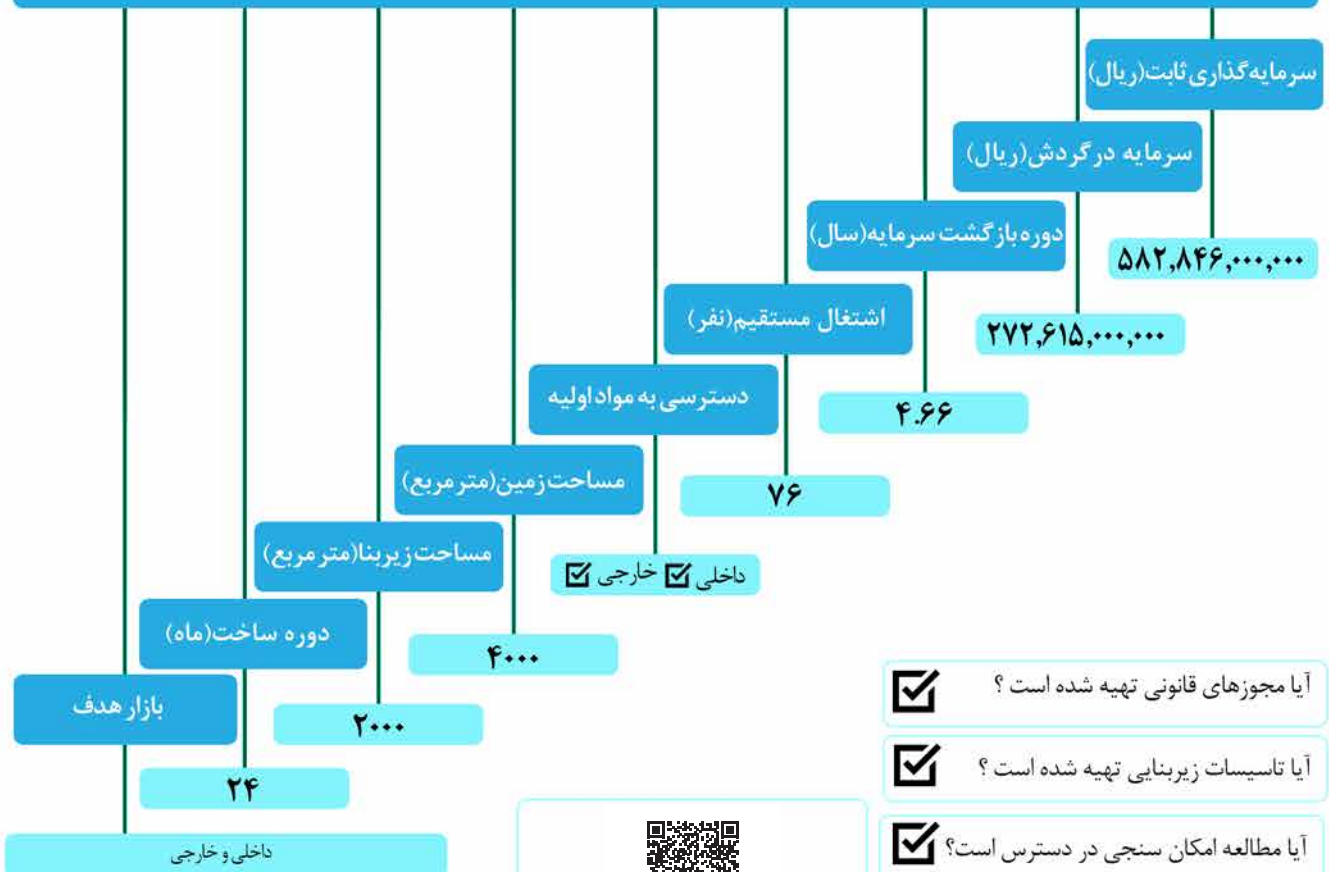 سرمایه‌گذاری ثابت(ریال)
۵۸۲,۸۴۶,۰۰۰,۰۰۰
سرمایه در گردش(ریال)
۲۷۲,۶۱۵,۰۰۰,۰۰۰
دوره بازگشت سرمایه(سال)
۴.۶۶
اشتغال مستقیم(نفر)
۷۶
دسترسی به مواد اولیه
داخلی ☑ خارجی ☑
مساحت زمین(متر مربع)
۴۰۰۰
مساحت زیربنا(متر مربع)
۲۰۰۰
دوره ساخت(ماه)
۲۴
بازار هدف
داخلی و خارجی
آیا مجوزهای قانونی تهیه شده است ؟ ☑
آیا تاسیسات زیربنایی تهیه شده است ؟ ☑
آیا مطالعه امکان سنجی در دسترس است؟ ☑